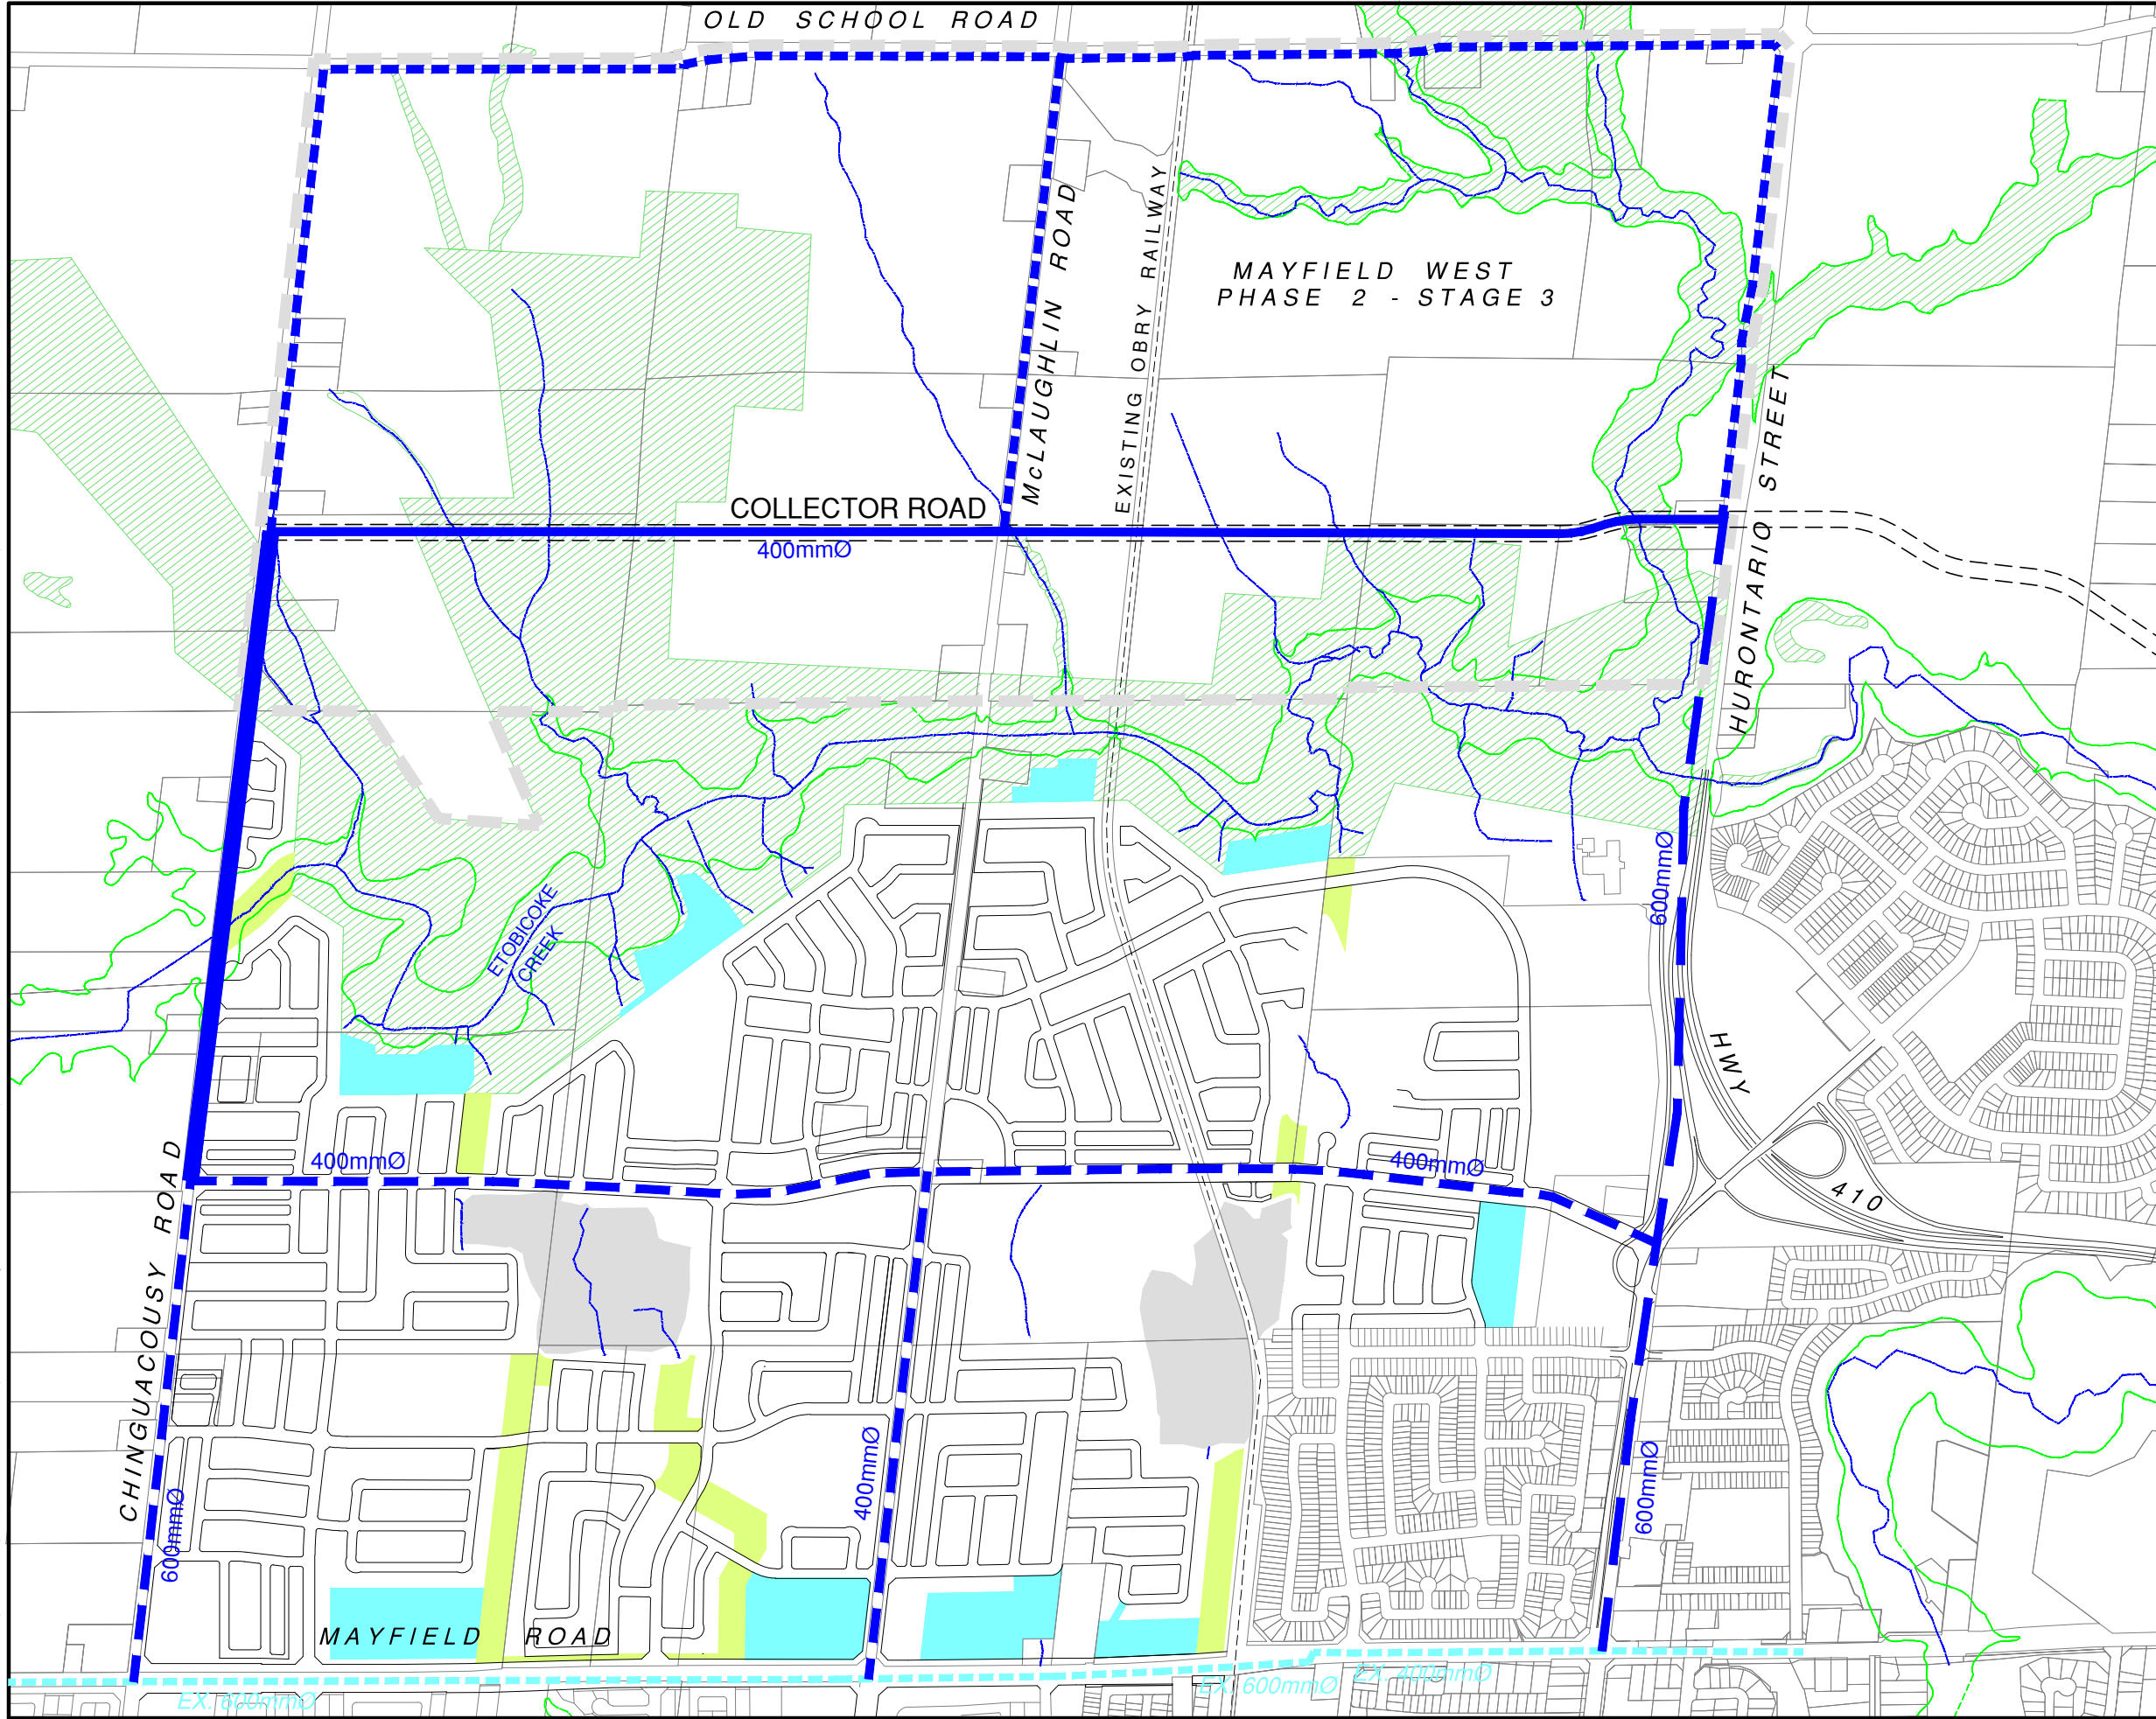 OLD SCHOOL ROAD
McLAUGHLIN ROAD
EXISTING OBRY RAILWAY
MAYFIELD WEST
PHASE 2 - STAGE 3
COLLECTOR ROAD
400mmØ
HURONTARIO STREET
600mmØ
ETOBICOKE
CREEK
HWY
410
CHINGUACOUSY ROAD
400mmØ
400mmØ
400mmØ
600mmØ
600mmØ
MAYFIELD ROAD
EX. 600mmØ
EX. 600mmØ
EX. 400mmØ